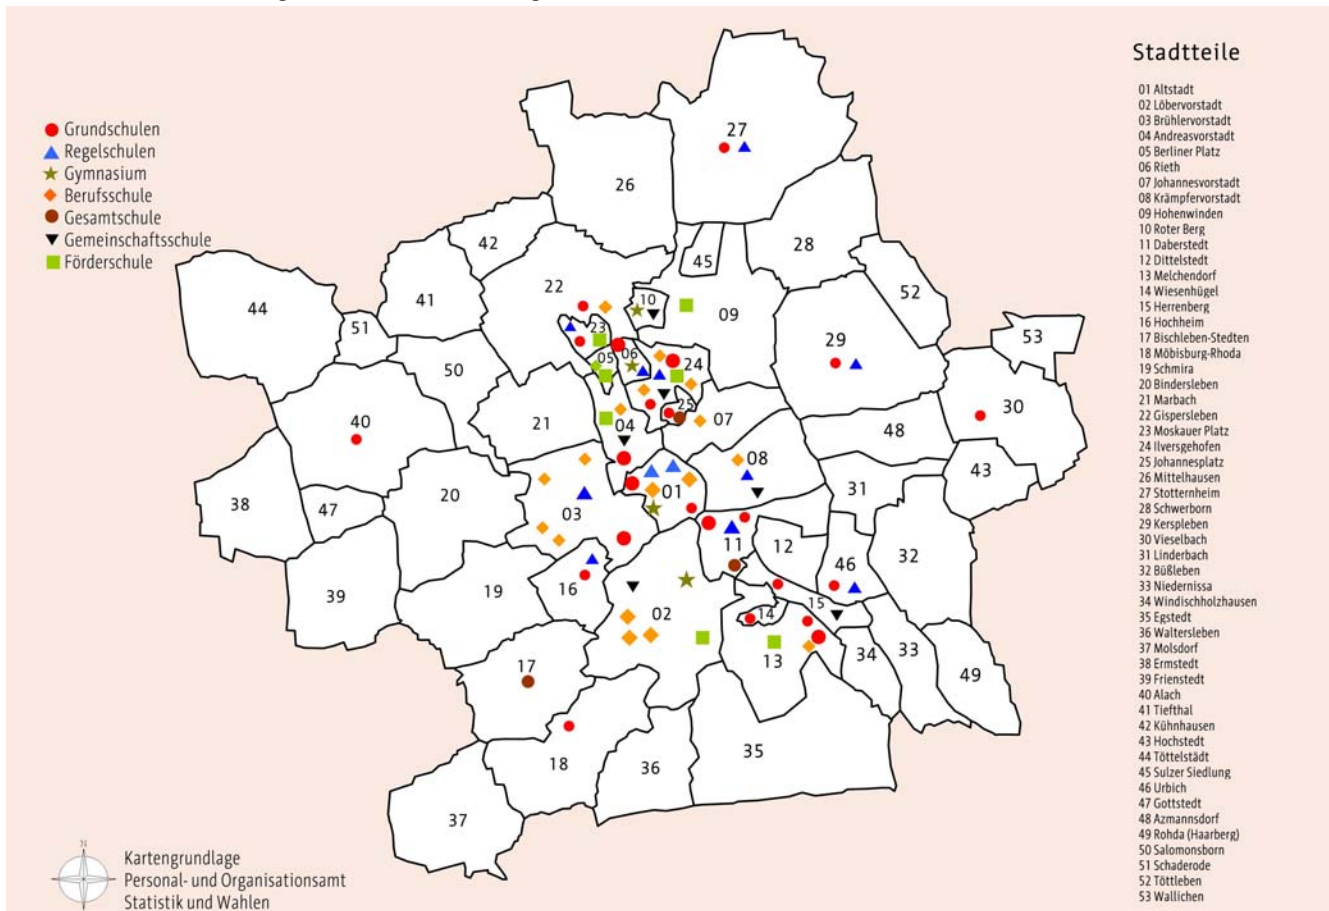 Stadtteile
01 Altstadt
02 Löbervorstadt
03 Brühlervorstadt
04 Andreasvorstadt
05 Berliner Platz
06 Rieth
07 Johannesvorstadt
08 Krämpfervorstadt
09 Hohenwinden
10 Roter Berg
11 Daberstedt
12 Dittelstedt
13 Melchendorf
14 Wiesenhügel
15 Herrenberg
16 Hochheim
17 Bischleben-Stedten
18 Möbisburg-Rhoda
19 Schmira
20 Bindersleben
21 Marbach
22 Gispersleben
23 Moskauer Platz
24 Ilversgehofen
25 Johannesplatz
26 Mittelhausen
27 Stotternheim
28 Schwerborn
29 Kerspleben
30 Vieselbach
31 Linderbach
32 Büßleben
33 Niedernissa
34 Windischholzhausen
35 Egstedt
36 Waltersleben
37 Molsdorf
38 Ermstedt
39 Frienstedt
40 Alach
41 Tiefthal
42 Kühnhausen
43 Hochstedt
44 Töttelstädt
45 Sulzer Siedlung
46 Urbich
47 Gottstedt
48 Azmannsdorf
49 Rohda (Haarberg)
50 Salomonsborn
51 Schaderode
52 Töttleben
53 Wallichen
Grundschulen
Regelschulen
Gymnasium
Berufsschule
Gesamtschule
Gemeinschaftsschule
Förderschule
27
26
42
28
45
22
41
10
52
44
09
51
23
53
05
06
29
24
50
25
30
40
07
21
04
48
08
43
01
31
20
38
47
03
11
12
32
46
16
19
39
15
02
14
33
34
13
17
49
35
18
36
37
N
Kartengrundlage
Personal- und Organisationsamt
Statistik und Wahlen